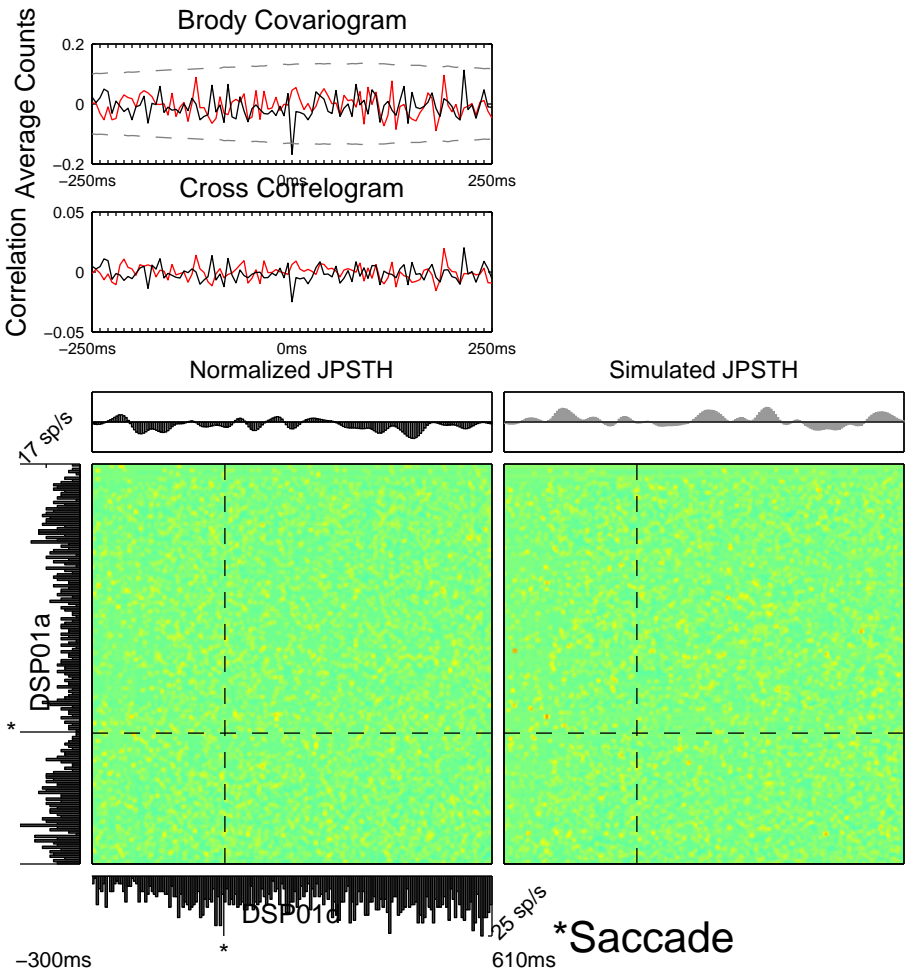 Brody Covariogram
Average Counts
0.2
0
−0.2
−250ms
0ms
250ms
Cross Correlogram
Correlation
0.05
0
−0.05
−250ms
0ms
250ms
Normalized JPSTH
Simulated JPSTH
17 sp/s
DSP01a
*
DSP01d
*
25 sp/s
*Saccade
−300ms
610ms